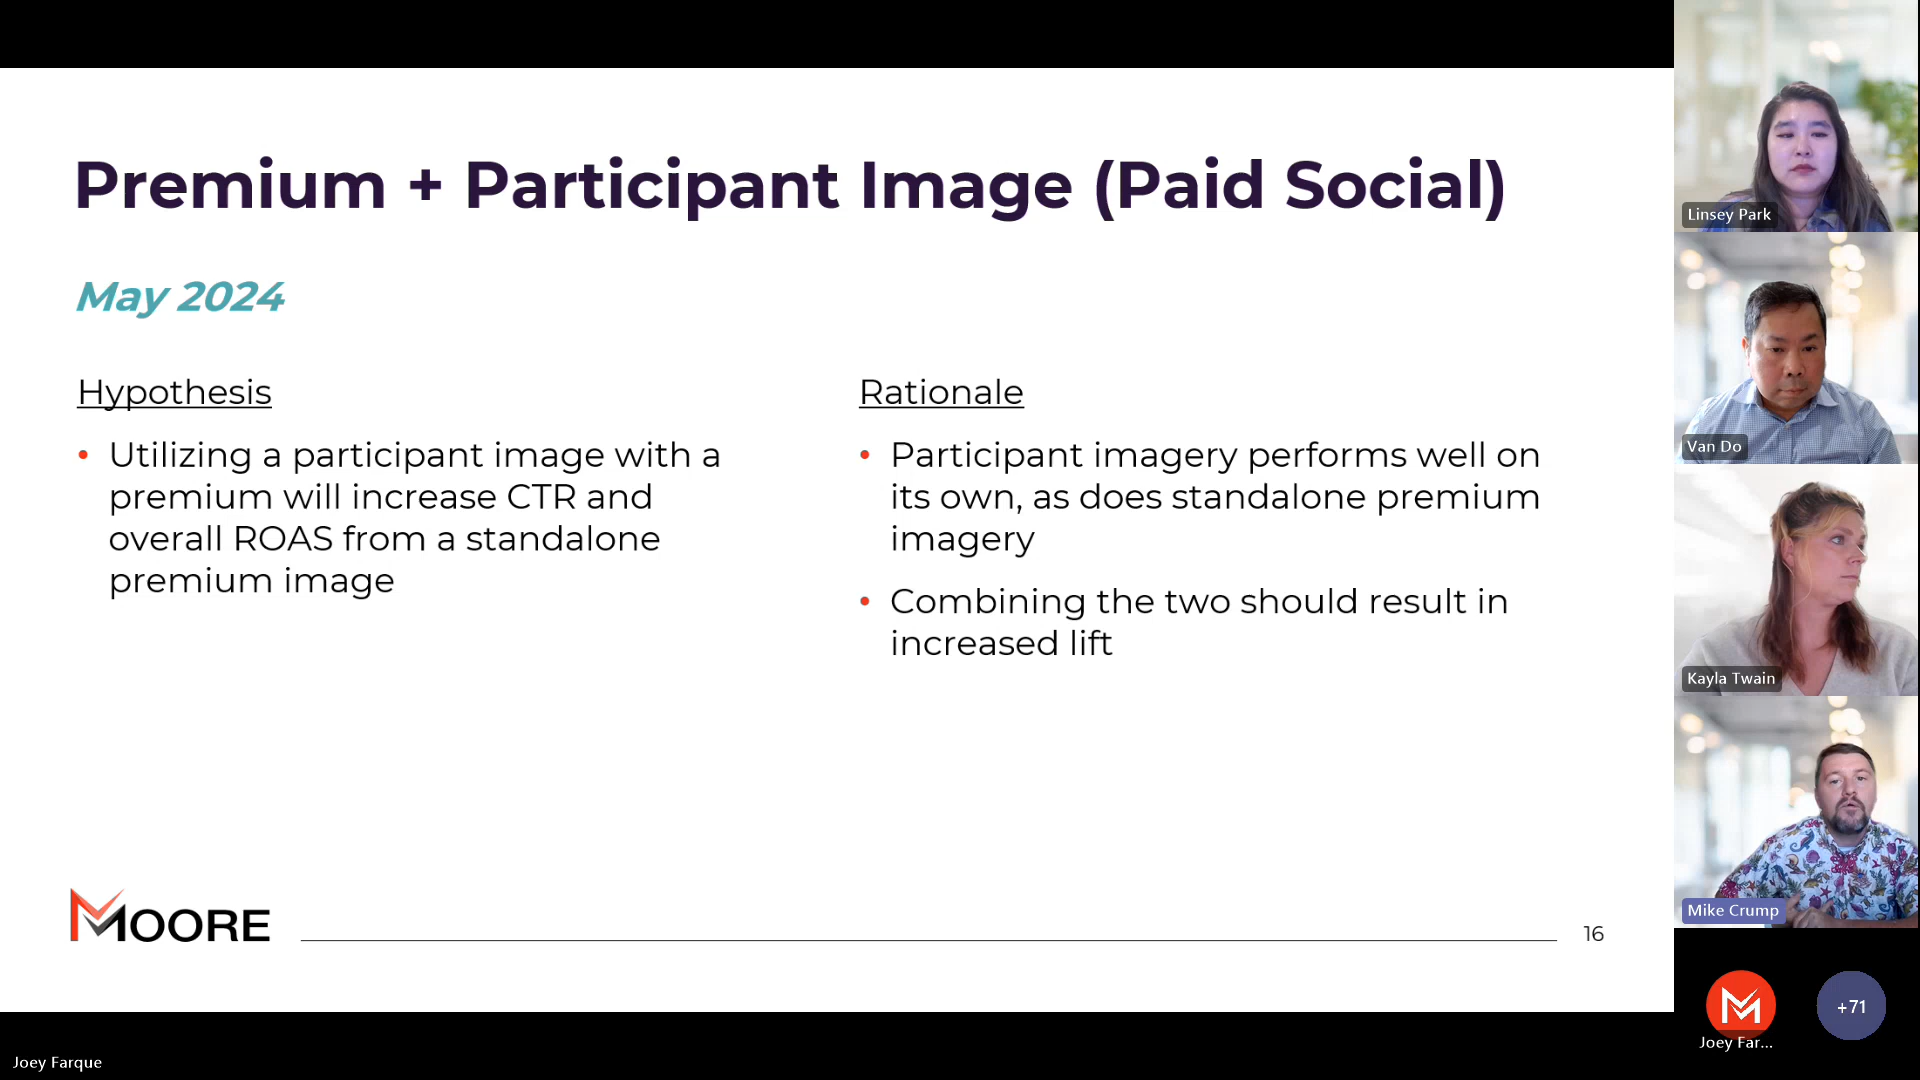 Premium + Participant Image (Paid Social)
May 2024
Hypothesis
• Utilizing a participant image with a
premium will increase CTR and
overall ROAS from a standalone
premium image
Rationale
• Participant imagery performs well on
its own, as does standalone premium
imagery
• Combining the two should result in
increased lift
MOORE
16
Linsey Park
Van Do
Kayla Twain
Mike Crump
Joey Far...
+71
Joey Farque